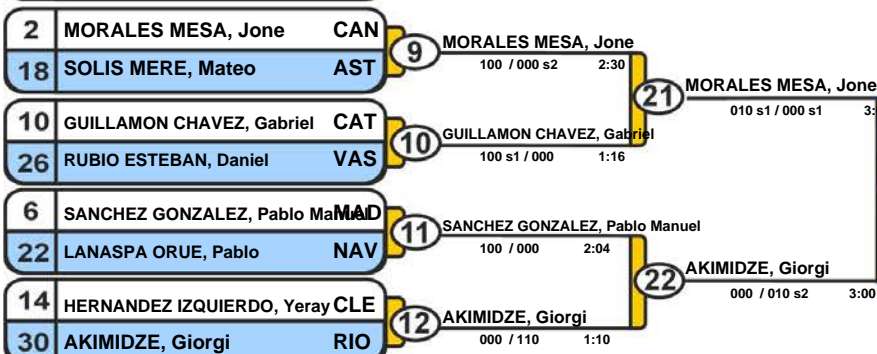 2 MORALES MESA, Jone CAN
18 SOLIS MERE, Mateo AST
9
MORALES MESA, Jone
100 / 000 s2 2:30
10 GUILLAMON CHAVEZ, Gabriel CAT
26 RUBIO ESTEBAN, Daniel VAS
10
GUILLAMON CHAVEZ, Gabriel
100 s1 / 000 1:16
21
MORALES MESA, Jone
010 s1 / 000 s1 3:
6 SANCHEZ GONZALEZ, Pablo Manuel MAD
22 LANASPA ORUE, Pablo NAV
11
SANCHEZ GONZALEZ, Pablo Manuel
100 / 000 2:04
14 HERNANDEZ IZQUIERDO, Yeray CLE
30 AKIMIDZE, Giorgi RIO
12
AKIMIDZE, Giorgi
000 / 110 1:10
22
AKIMIDZE, Giorgi
000 / 010 s2 3:00